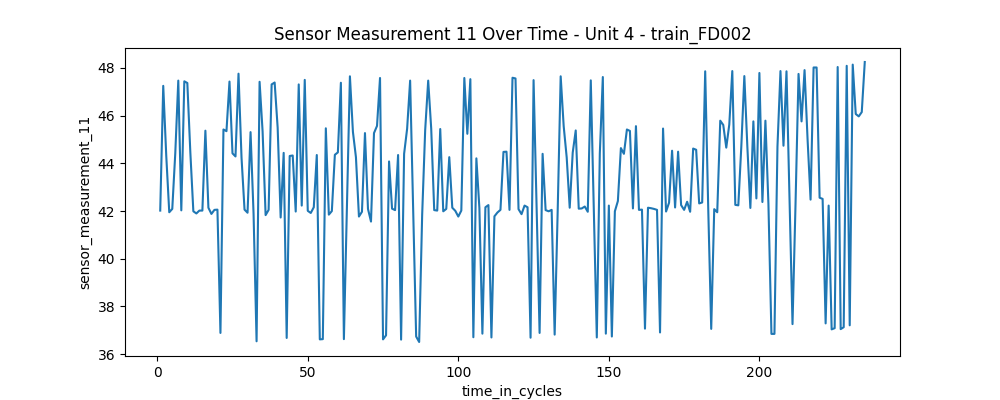 Sensor Measurement 11 Over Time - Unit 4 - train_FD002
sensor_measurement_11
48
46
44
42
40
38
36
0 50 100 150 200
time_in_cycles